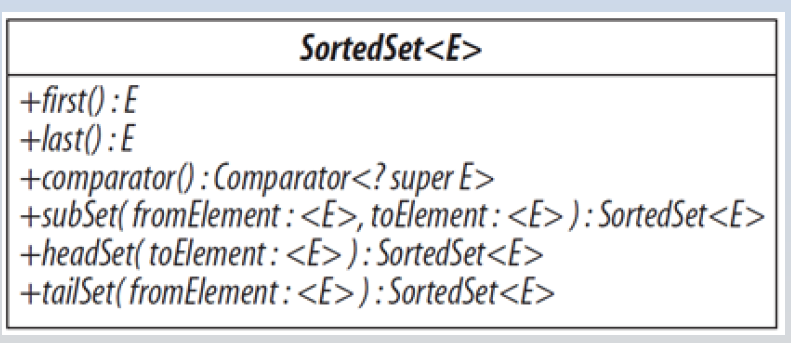 SortedSet<E>
+first() : E
+last() : E
+comparator() : Comparator<? super E>
+subSet( fromElement : <E>, toElement : <E> ) : SortedSet<E>
+headSet( toElement : <E> ) : SortedSet<E>
+tailSet( fromElement : <E> ) : SortedSet<E>